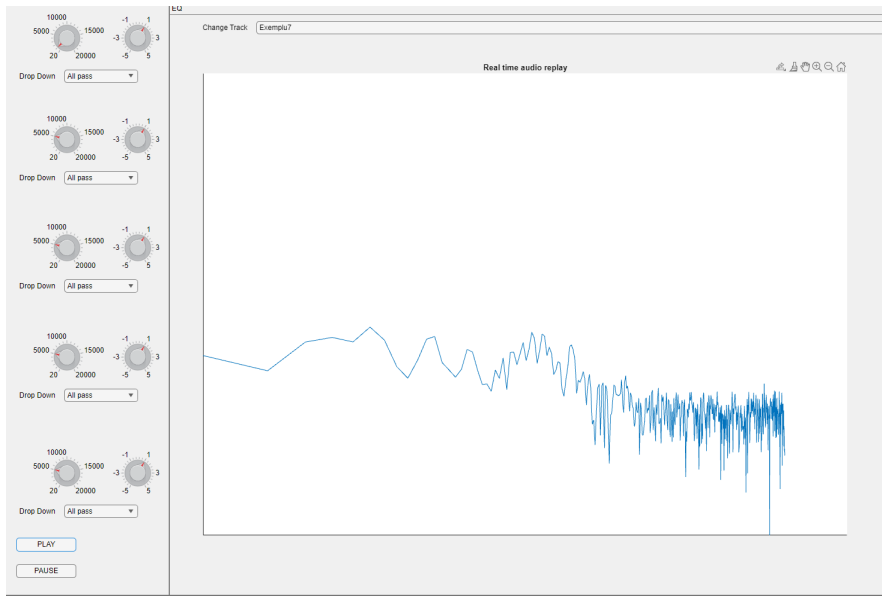 EQ
Change Track Exemplu7
Real time audio replay
10000 -1 1
5000 15000 -3 3
20 20000 -5 5
Drop Down All pass
10000 -1 1
5000 15000 -3 3
20 20000 -5 5
Drop Down All pass
10000 -1 1
5000 15000 -3 3
20 20000 -5 5
Drop Down All pass
10000 -1 1
5000 15000 -3 3
20 20000 -5 5
Drop Down All pass
10000 -1 1
5000 15000 -3 3
20 20000 -5 5
Drop Down All pass
PLAY
PAUSE